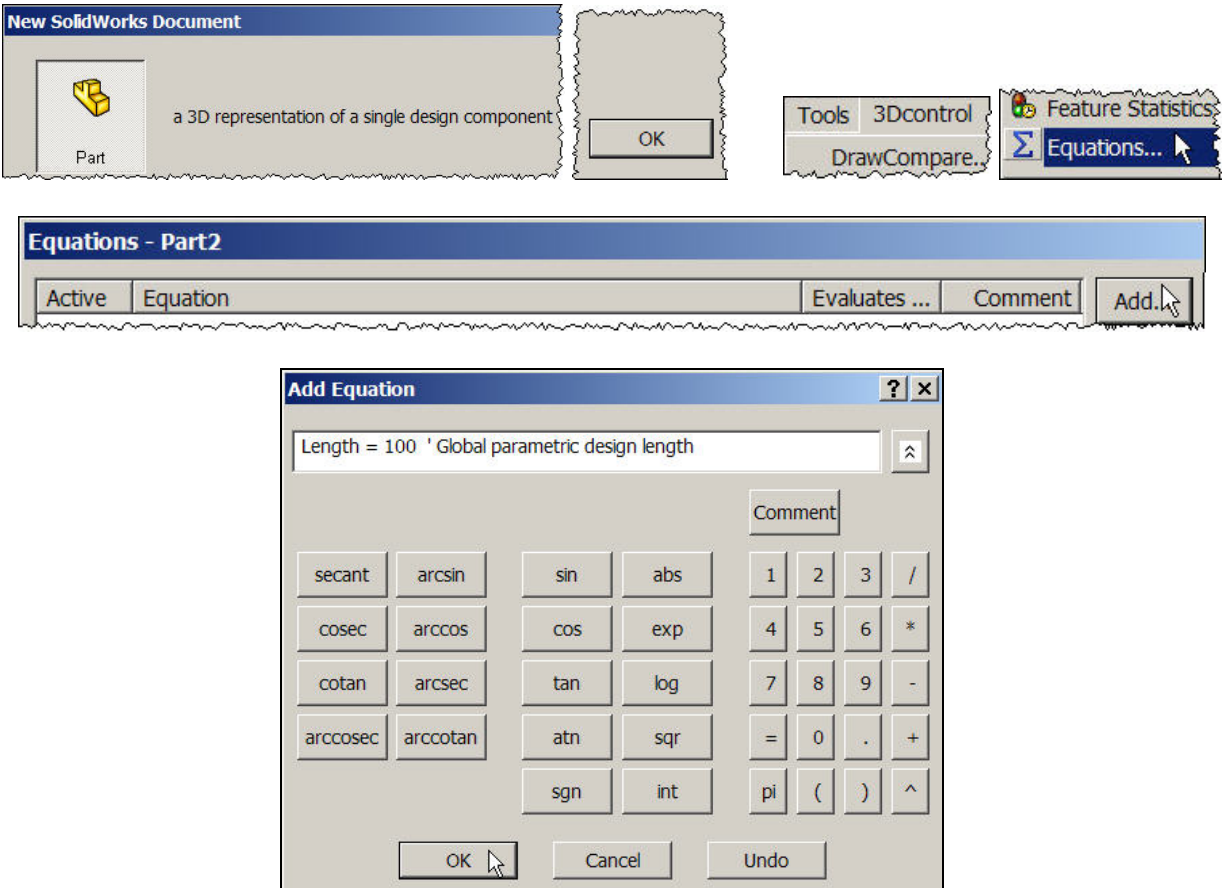 New SolidWorks Document
a 3D representation of a single design component
Part
OK
Tools 3Dcontrol
DrawCompare..
Feature Statistics
Σ Equations...
Equations - Part2
Active Equation Evaluates ... Comment Add..
Add Equation ? ×
Length = 100 ' Global parametric design length
Comment
secant arcsin sin abs 1 2 3 /
cosec arccos cos exp 4 5 6 *
cotan arcsec tan log 7 8 9 -
arccosec arccotan atn sqr = 0 . +
sgn int pi ( ) ^
OK Cancel Undo